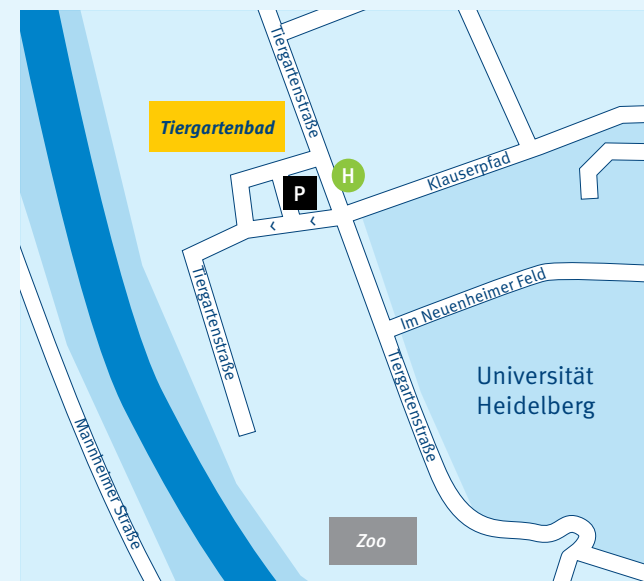 Tiergartenstraße
Tiergartenbad
H
Klauserpfad
P
Tiergartenstraße
Im Neuenheimer Feld
Tiergartenstraße
Universität
Heidelberg
Mannheimer Straße
Zoo